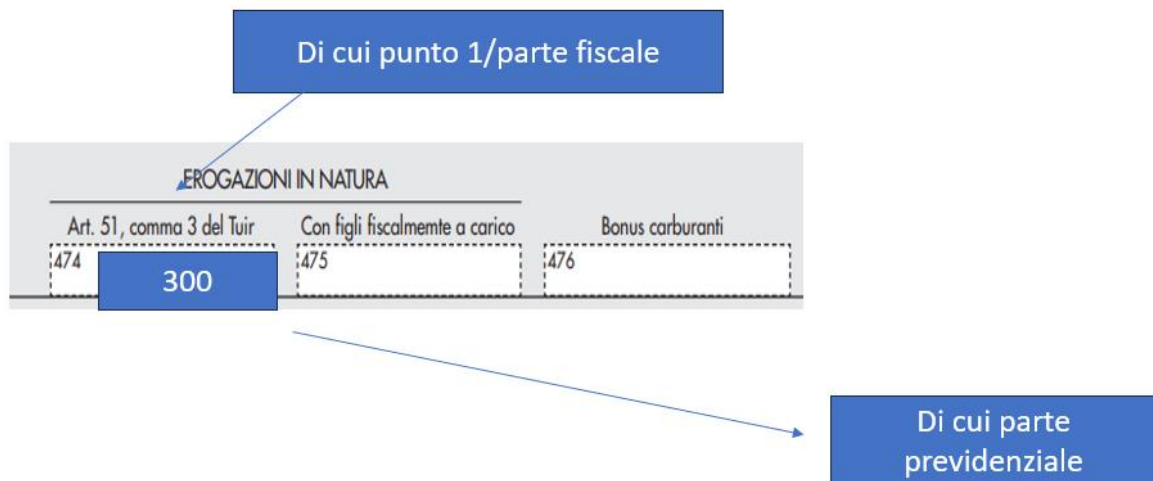 Di cui punto 1/parte fiscale
EROGAZIONI IN NATURA
Art. 51, comma 3 del Tuir
Con figli fiscalmemte a carico
Bonus carburanti
474
300
475
476
Di cui parte
previdenziale